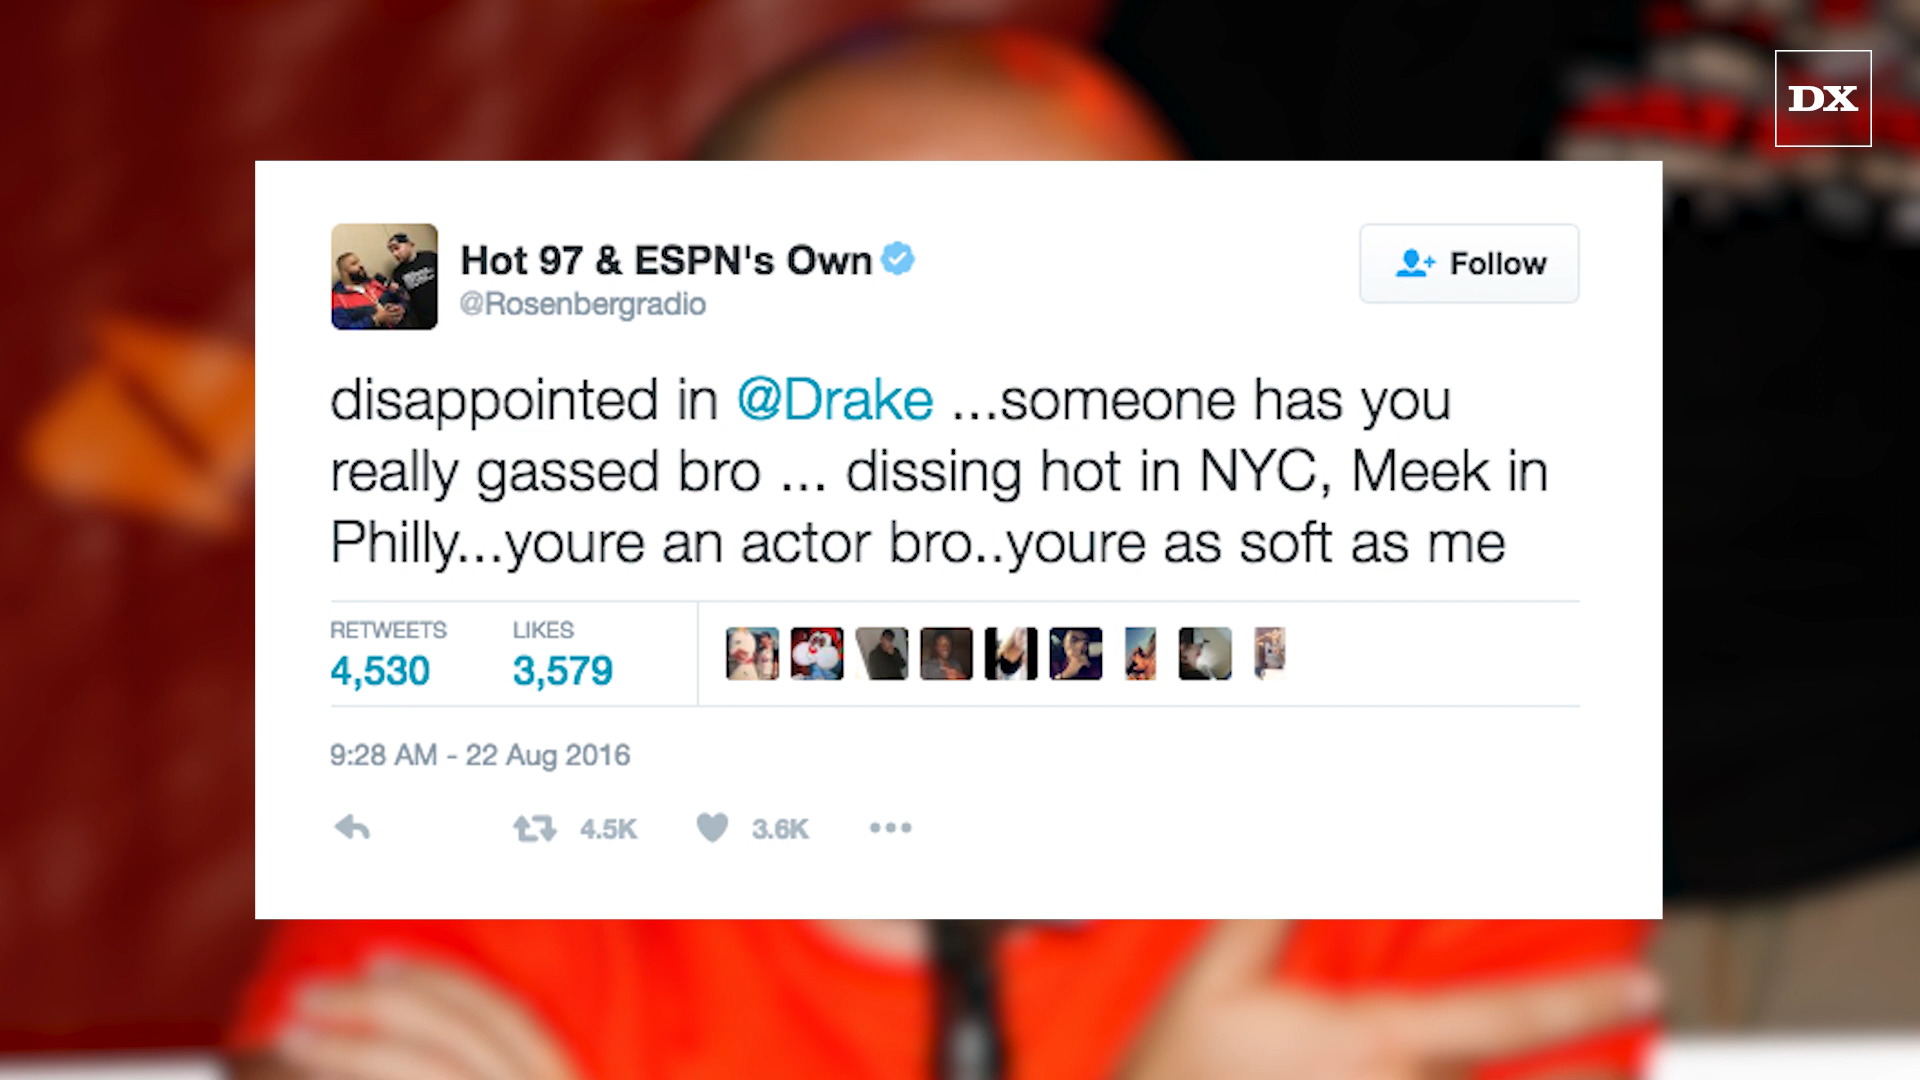 DX
Hot 97 & ESPN's Own
@Rosenbergradio
Follow
disappointed in @Drake ...someone has you
really gassed bro ... dissing hot in NYC, Meek in
Philly...youre an actor bro..youre as soft as me
RETWEETS LIKES
4,530 3,579
9:28 AM - 22 Aug 2016
4.5K 3.6K